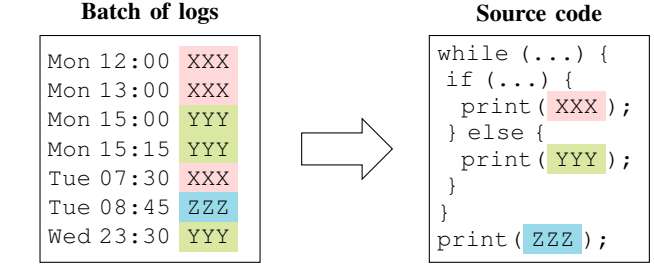 Batch of logs
Mon 12:00 XXX
Mon 13:00 XXX
Mon 15:00 YYY
Mon 15:15 YYY
Tue 07:30 XXX
Tue 08:45 ZZZ
Wed 23:30 YYY
Source code
while (...) {
if (...) {
print( XXX );
} else {
print( YYY );
}
}
print( ZZZ );